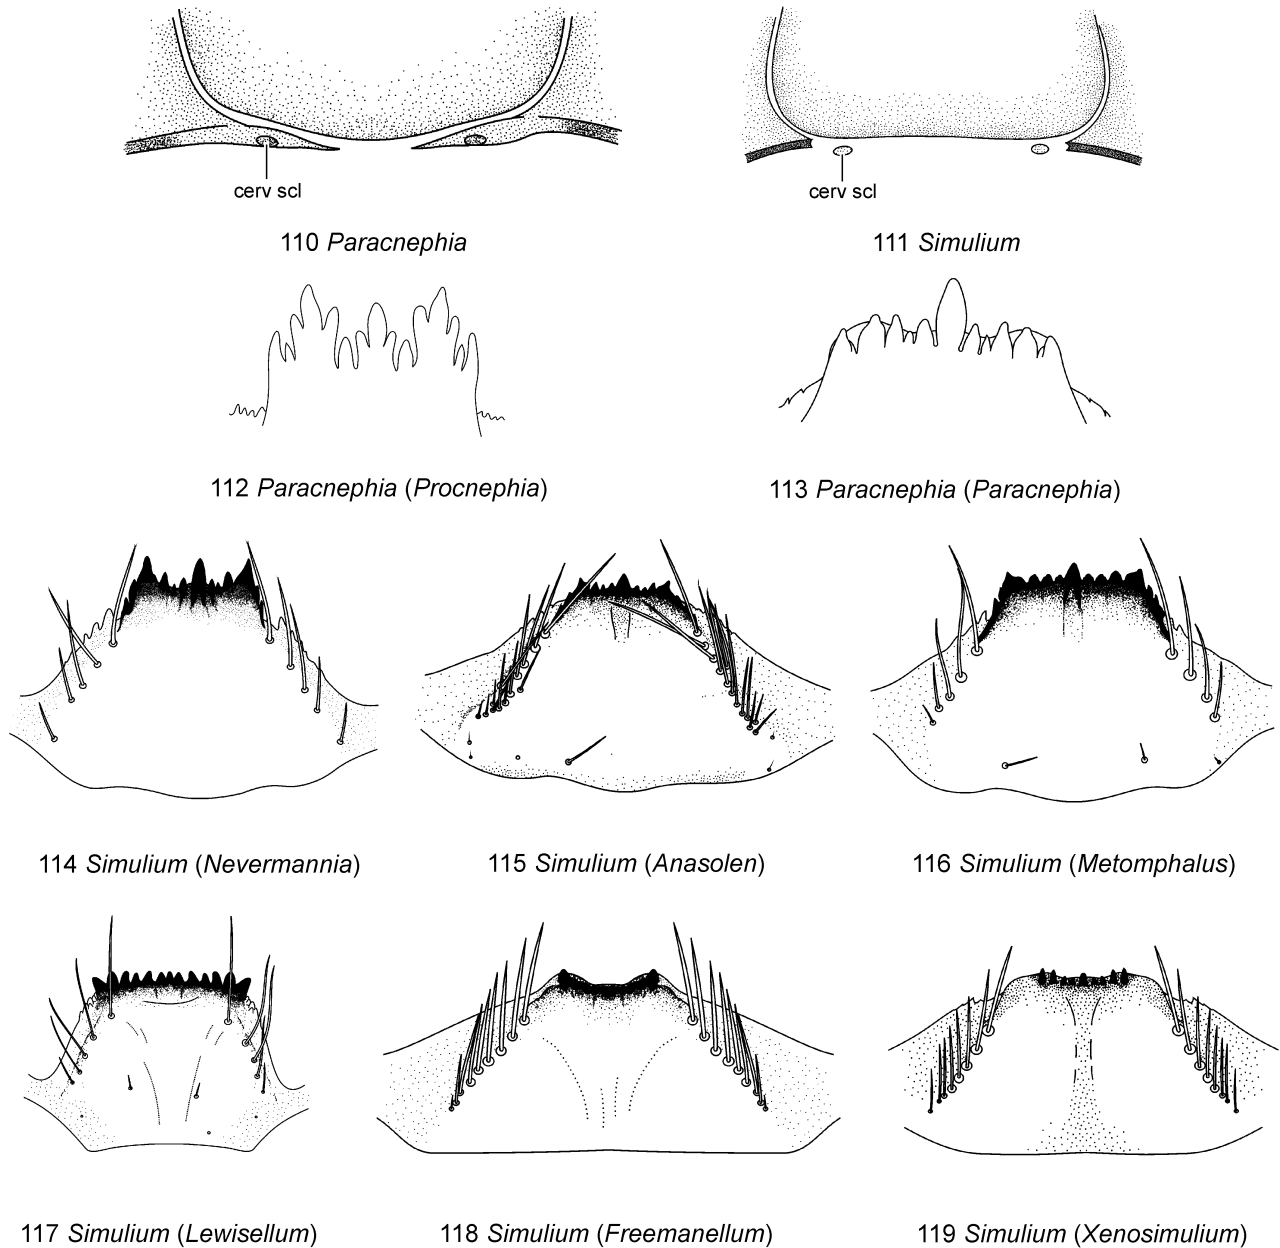 cerv scl
cerv scl
110 Paracnephia
111 Simulium
112 Paracnephia (Procnephia)
113 Paracnephia (Paracnephia)
114 Simulium (Nevermannia)
115 Simulium (Anasolen)
116 Simulium (Metomphalus)
117 Simulium (Lewisellum)
118 Simulium (Freemanellum)
119 Simulium (Xenosimulium)